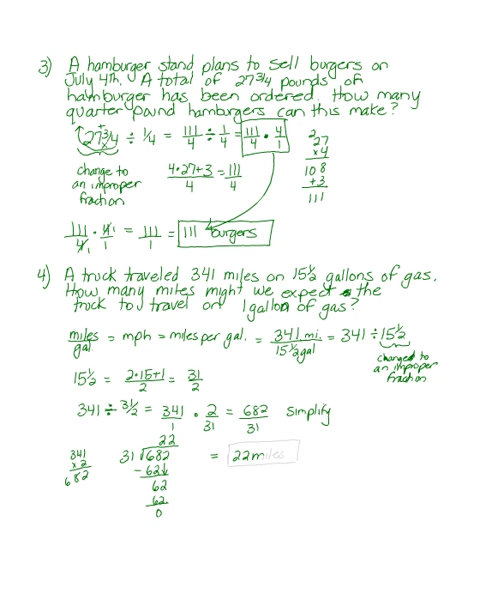 3) A hamburger stand plans to sell burgers on
July 4th. A total of 27 3/4 pounds of
hamburger has been ordered. How many
quarter pound hamburgers can this make?
27 3/4 ÷ 1/4 = 111/4 ÷ 1/4 = 111/4 · 4/1
change to
an improper
fraction
4·27+3/4 = 111/4
2
27
x4
108
+3
111
111/4 · 4/1 = 111/1 = 111 burgers
4) A truck traveled 341 miles on 15 1/2 gallons of gas.
How many miles might we expect the
truck to travel on 1 gallon of gas?
miles/gal = mph = miles per gal. = 341 mi./15 1/2 gal = 341 ÷ 15 1/2
changed to
an improper
fraction
15 1/2 = 2·15+1/2 = 31/2
341 ÷ 31/2 = 341/1 · 2/31 = 682/31 Simplify
341
x2
682
22
31√682 = 22 miles
-62↓
62
62
0